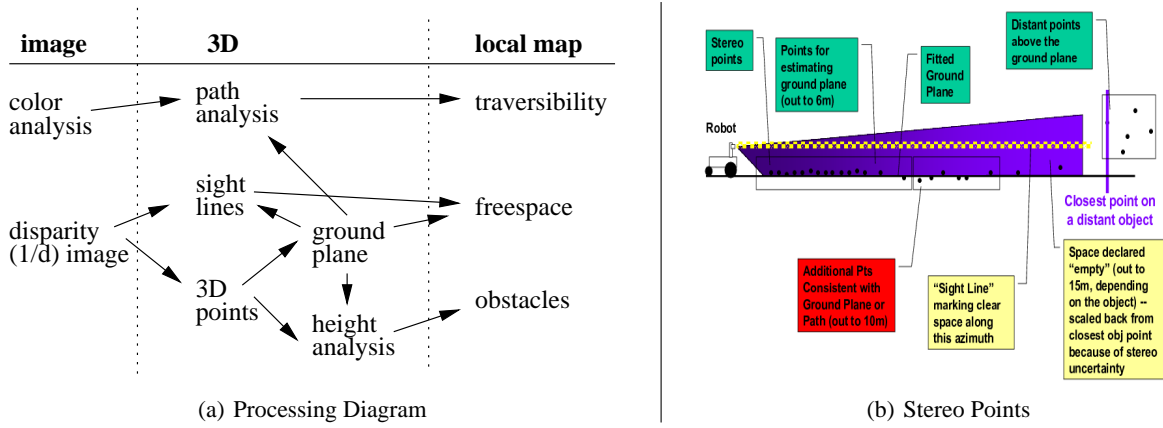 image
3D
local map
color
analysis
path
analysis
traversibility
sight
lines
freespace
disparity
(1/d) image
ground
plane
3D
points
obstacles
height
analysis
(a) Processing Diagram
Stereo
points
Points for
estimating
ground plane
(out to 6m)
Fitted
Ground
Plane
Distant points
above the
ground plane
Robot
Closest point on
a distant object
Additional Pts
Consistent with
Ground Plane or
Path (out to 10m)
“Sight Line”
marking clear
space along
this azimuth
Space declared
“empty” (out to
15m, depending
on the object) --
scaled back from
closest obj point
because of stereo
uncertainty
(b) Stereo Points